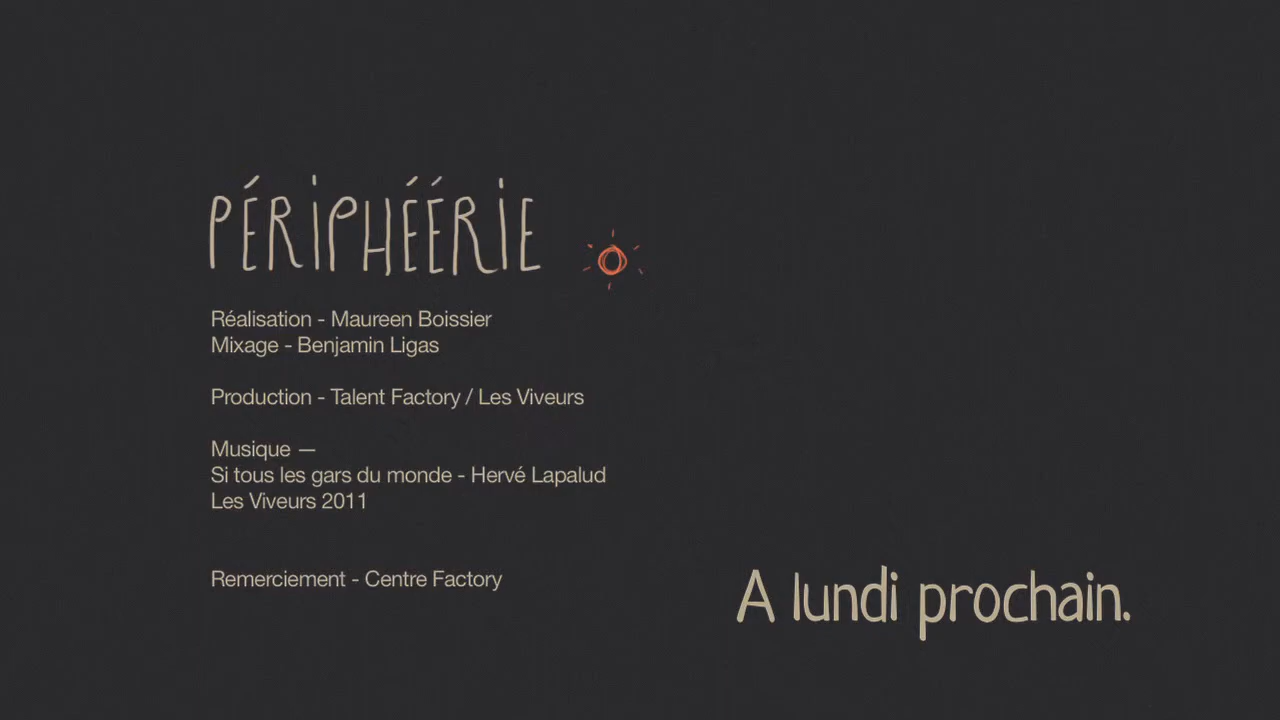 PÉRIPHÉÉRIE
Réalisation - Maureen Boissier
Mixage - Benjamin Ligas
Production - Talent Factory / Les Viveurs
Musique —
Si tous les gars du monde - Hervé Lapalud
Les Viveurs 2011
Remerciement - Centre Factory
A lundi prochain.